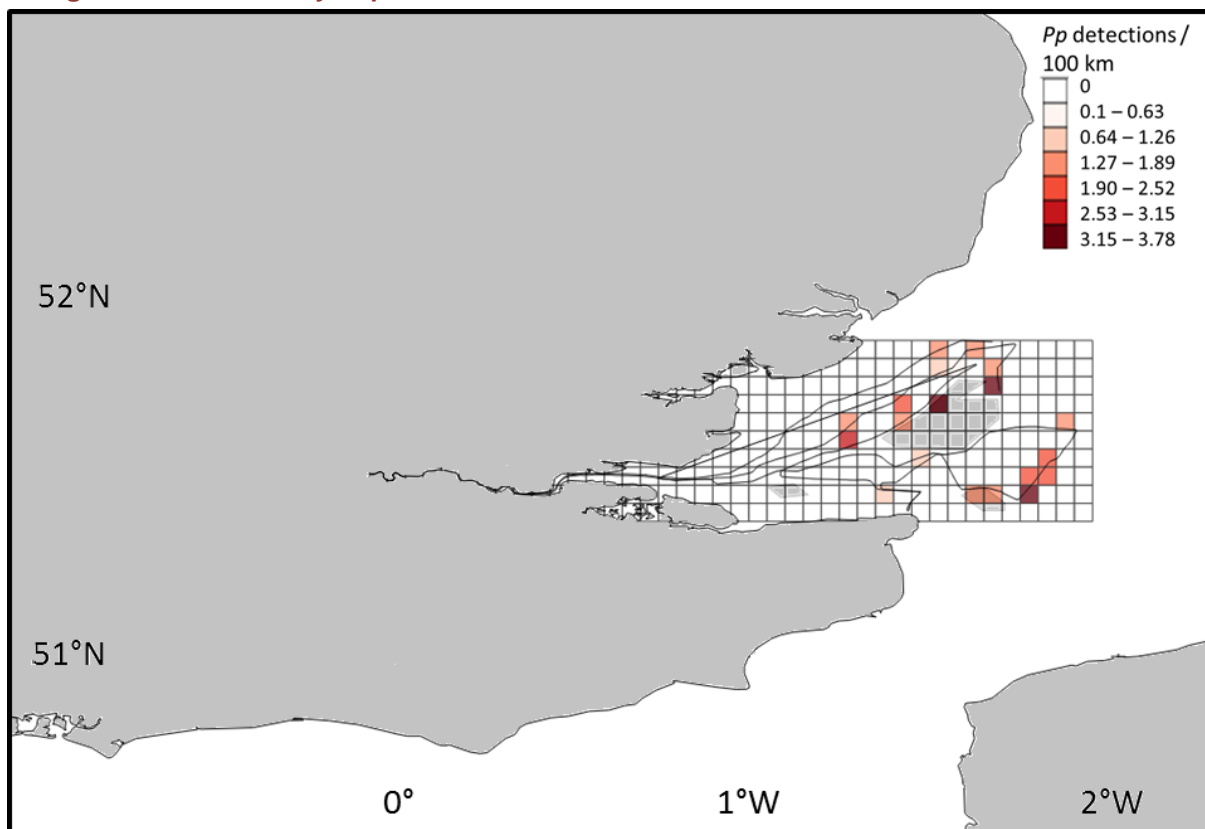 Pp detections /
100 km
0
0.1 – 0.63
0.64 – 1.26
1.27 – 1.89
1.90 – 2.52
2.53 – 3.15
3.15 – 3.78
52°N
51°N
0°
1°W
2°W